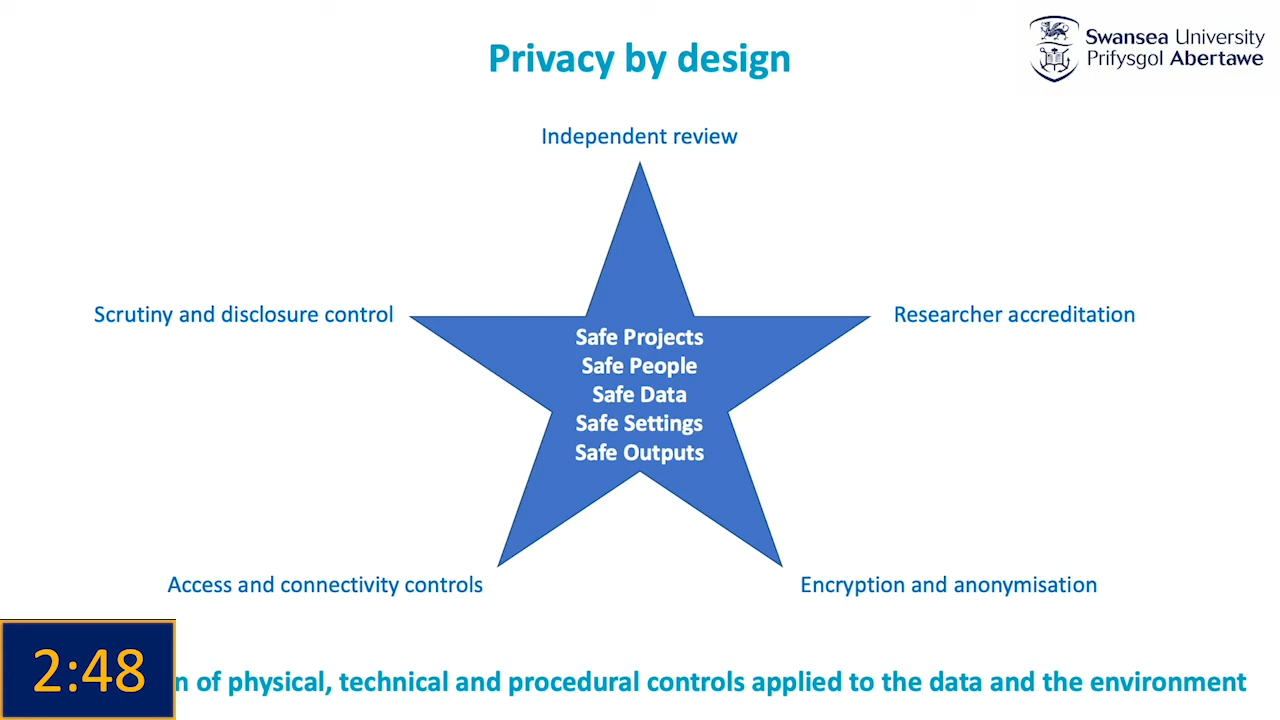 Privacy by design
Swansea University
Prifysgol Abertawe
Independent review
Scrutiny and disclosure control
Researcher accreditation
Safe Projects
Safe People
Safe Data
Safe Settings
Safe Outputs
Access and connectivity controls
Encryption and anonymisation
2:48
of physical, technical and procedural controls applied to the data and the environment